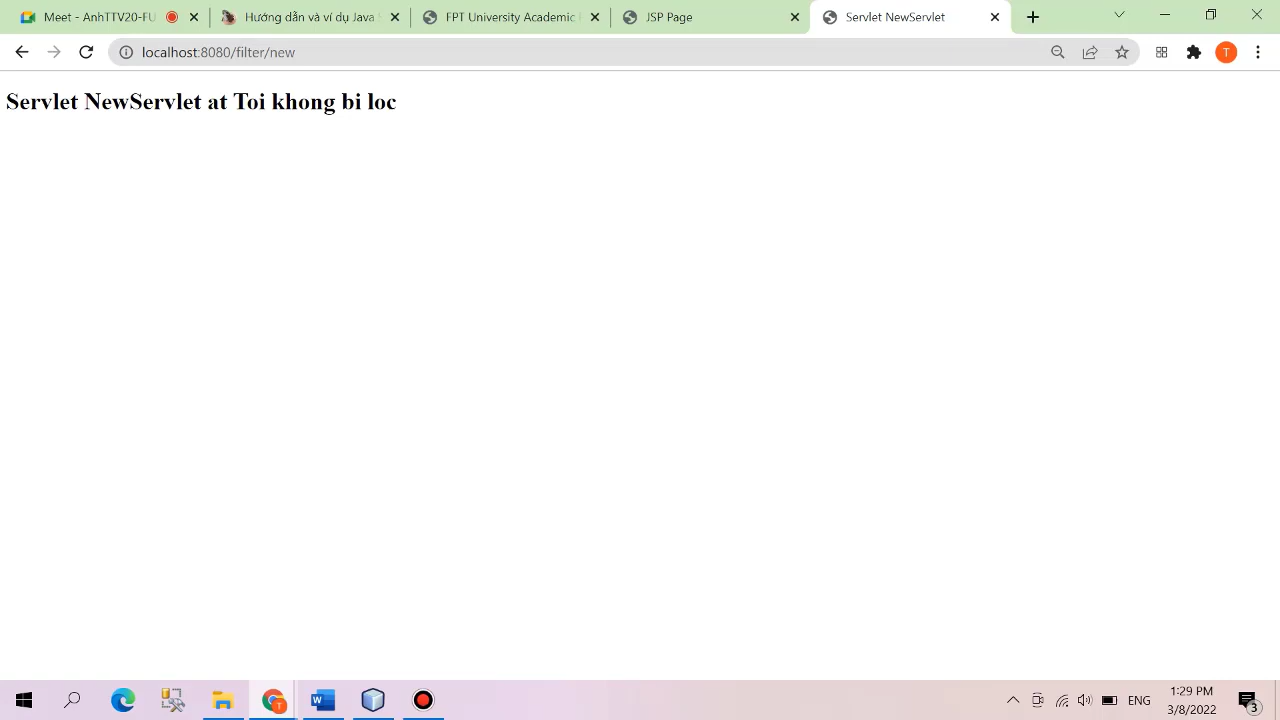 Meet - AnhTTV20-FU
Hướng dẫn và ví dụ Java
FPT University Academic
JSP Page
Servlet NewServlet
localhost:8080/filter/new
T
Servlet NewServlet at Toi khong bi loc
T
W
ENG
1:29 PM
3/8/2022
3